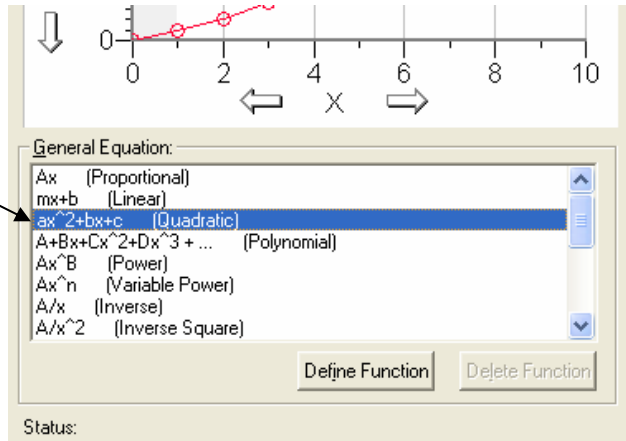 0
0 2 4 6 8 10
X
General Equation:
Ax (Proportional)
mx+b (Linear)
ax^2+bx+c (Quadratic)
A+Bx+Cx^2+Dx^3 + ... (Polynomial)
Ax^B (Power)
Ax^n (Variable Power)
A/x (Inverse)
A/x^2 (Inverse Square)
Define Function Delete Function
Status: